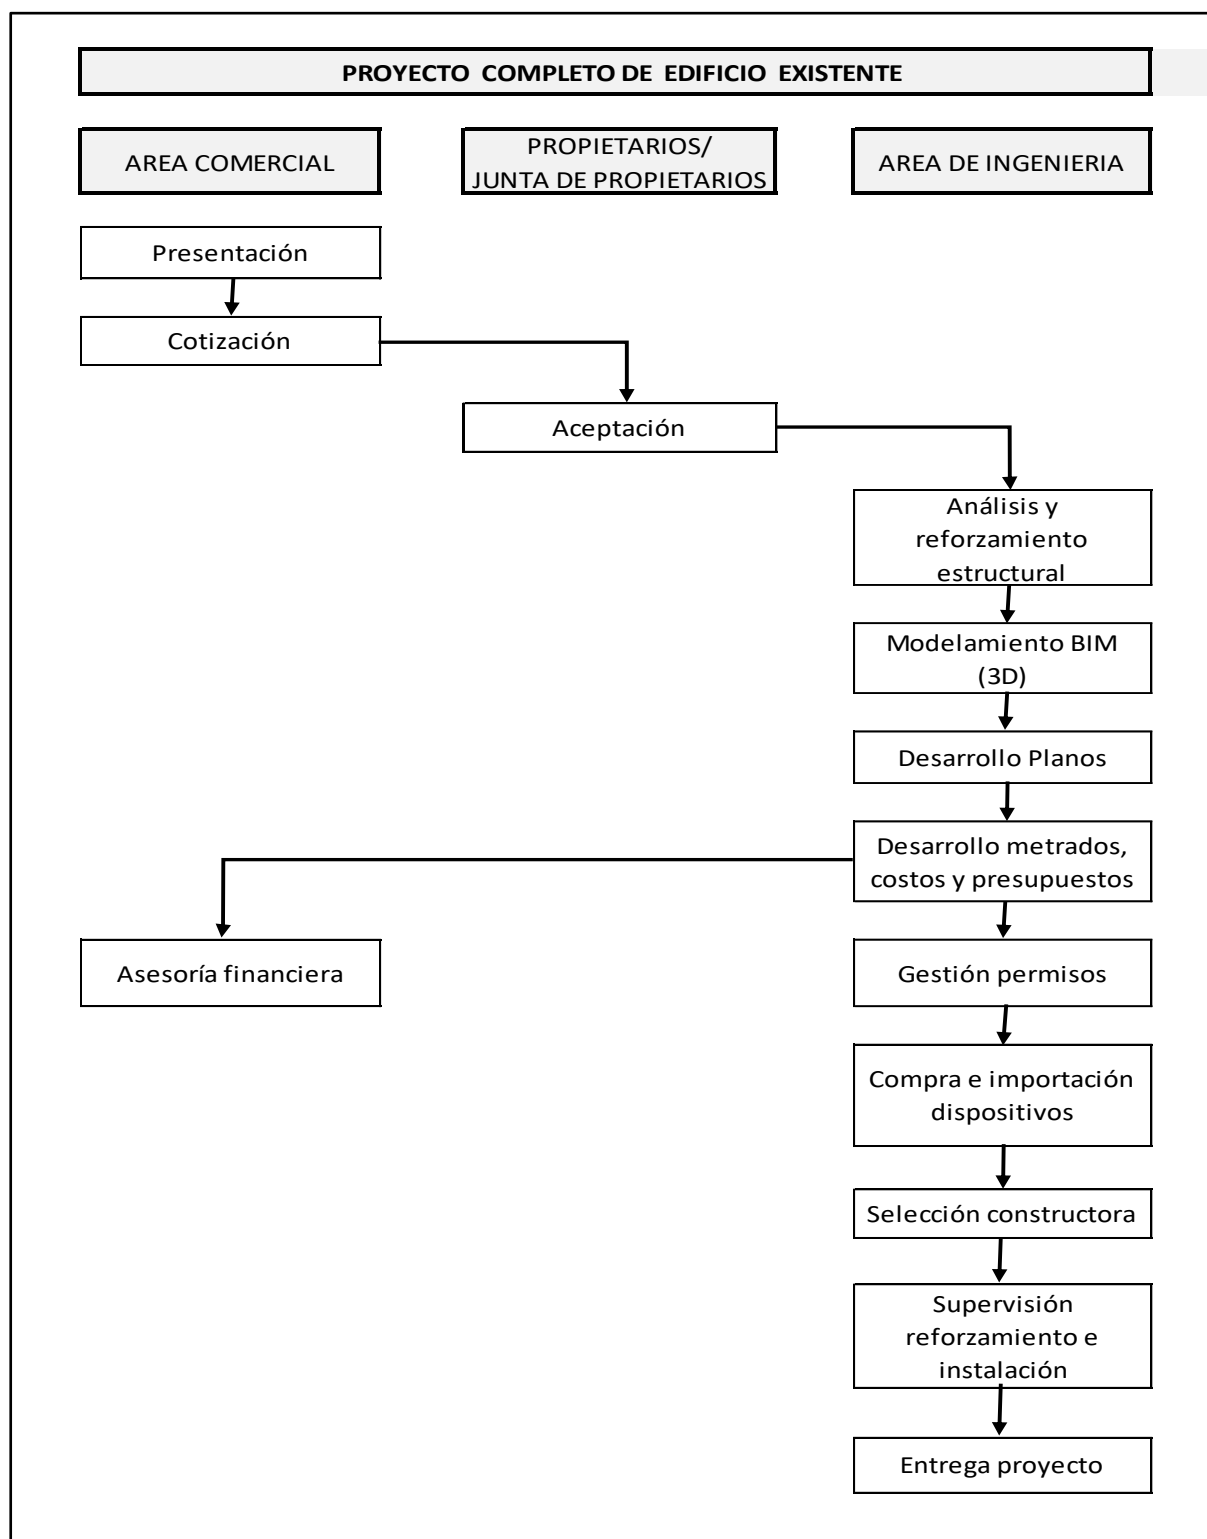 PROYECTO COMPLETO DE EDIFICIO EXISTENTE
AREA COMERCIAL
PROPIETARIOS/
JUNTA DE PROPIETARIOS
AREA DE INGENIERIA
Presentación
Cotización
Aceptación
Análisis y
reforzamiento
estructural
Modelamiento BIM
(3D)
Desarrollo Planos
Desarrollo metrados,
costos y presupuestos
Asesoría financiera
Gestión permisos
Compra e importación
dispositivos
Selección constructora
Supervisión
reforzamiento e
instalación
Entrega proyecto